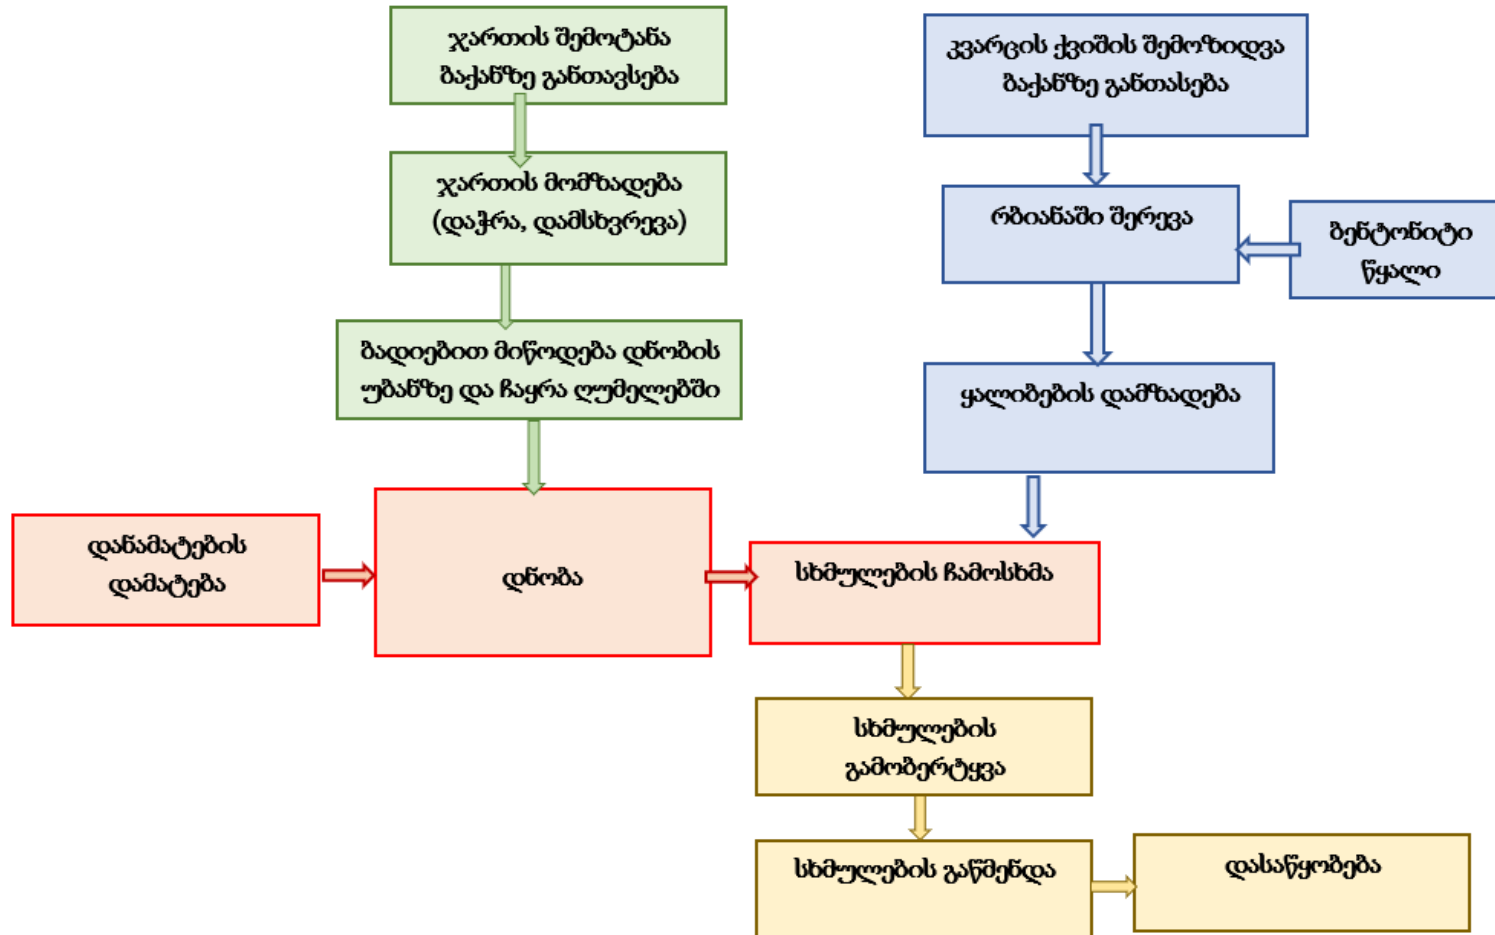 ჯართის შემოტანა
ბაქანზე განთავსება
კვარცის ქვიშის შემოზიდვა
ბაქანზე განთასება
ჯართის მომზადება
(დაჭრა, დამსხვრევა)
რბიანაში შერევა
ბენტონიტი
წყალი
ბადიებით მიწოდება დნობის
უბანზე და ჩაყრა ღუმელებში
ყალიბების დამზადება
დანამატების
დამატება
დნობა
სხმულების ჩამოსხმა
სხმულების
გამობერტყვა
სხმულების გაწმენდა
დასაწყობება